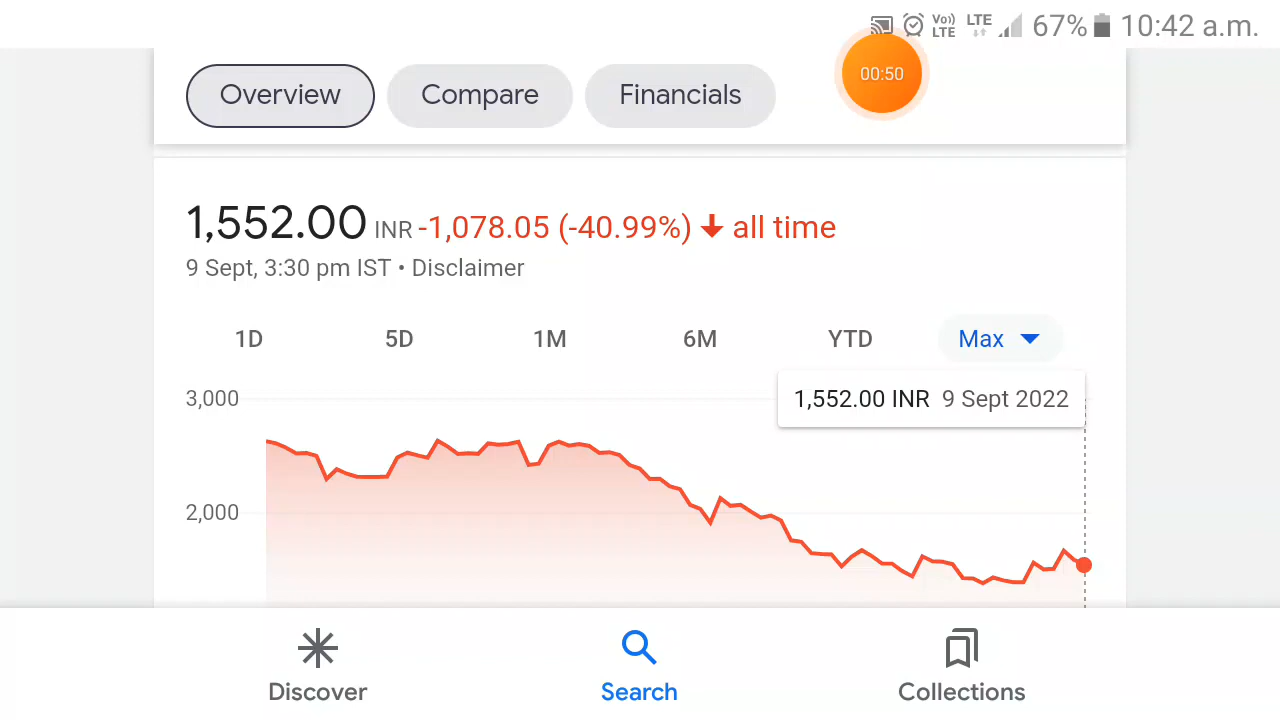 Vo)) LTE LTE 67% 10:42 a.m.
00:50
Overview Compare Financials
1,552.00 INR -1,078.05 (-40.99%) all time
9 Sept, 3:30 pm IST • Disclaimer
1D 5D 1M 6M YTD Max
3,000
1,552.00 INR 9 Sept 2022
2,000
Discover Search Collections